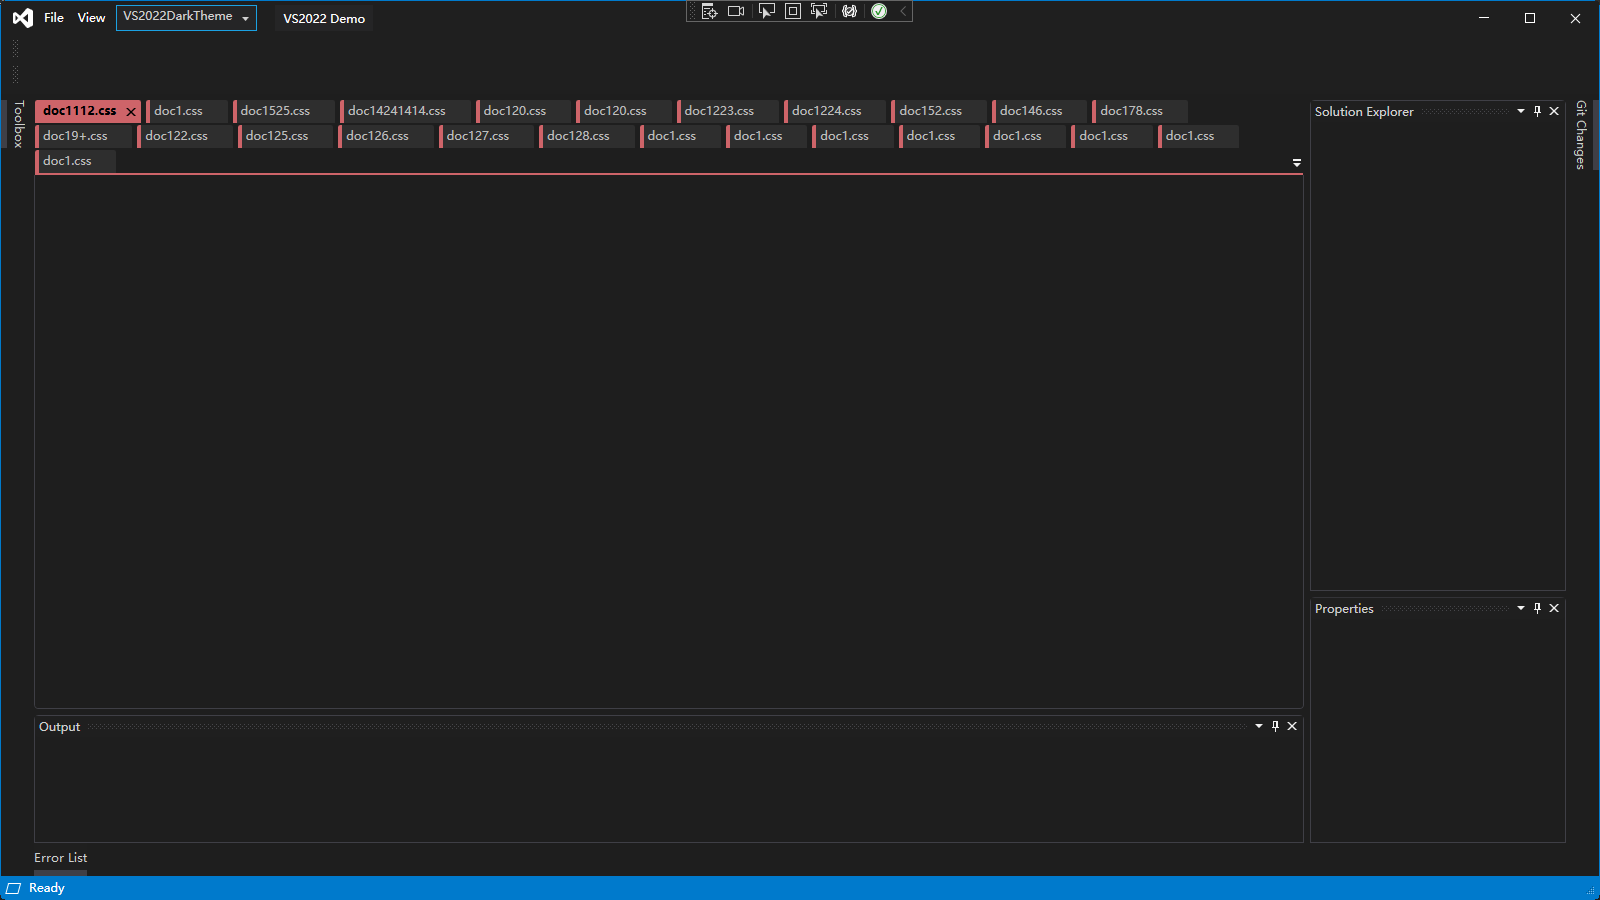 File View VS2022DarkTheme VS2022 Demo
Toolbox
doc1112.css doc1.css doc1525.css doc14241414.css doc120.css doc120.css doc1223.css doc1224.css doc152.css doc146.css doc178.css
doc19+.css doc122.css doc125.css doc126.css doc127.css doc128.css doc1.css doc1.css doc1.css doc1.css doc1.css doc1.css doc1.css
doc1.css
Solution Explorer
Git Changes
Properties
Output
Error List
Ready